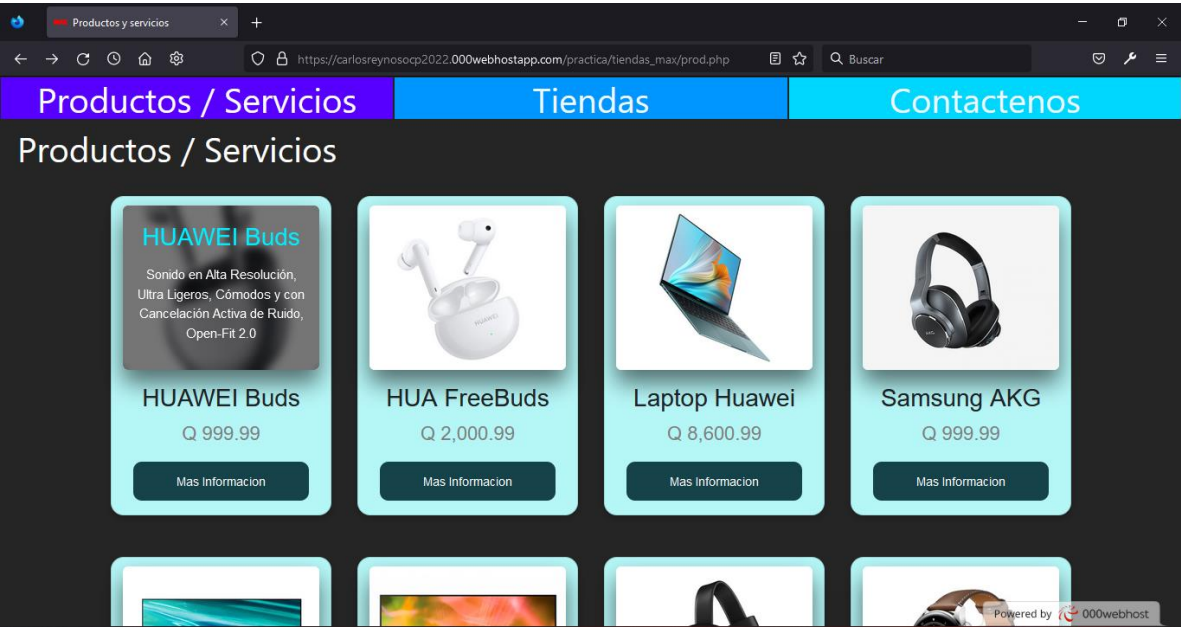 Productos y servicios
https://carlosreynosocp2022.000webhostapp.com/practica/tiendas_max/prod.php
Buscar
Productos / Servicios
Tiendas
Contactenos
Productos / Servicios
HUAWEI Buds
Sonido en Alta Resolución,
Ultra Ligeros, Cómodos y con
Cancelación Activa de Ruido,
Open-Fit 2.0
HUAWEI
AKG
HUAWEI Buds
HUA FreeBuds
Laptop Huawei
Samsung AKG
Q 999.99
Q 2,000.99
Q 8,600.99
Q 999.99
Mas Informacion
Mas Informacion
Mas Informacion
Mas Informacion
Powered by 000webhost